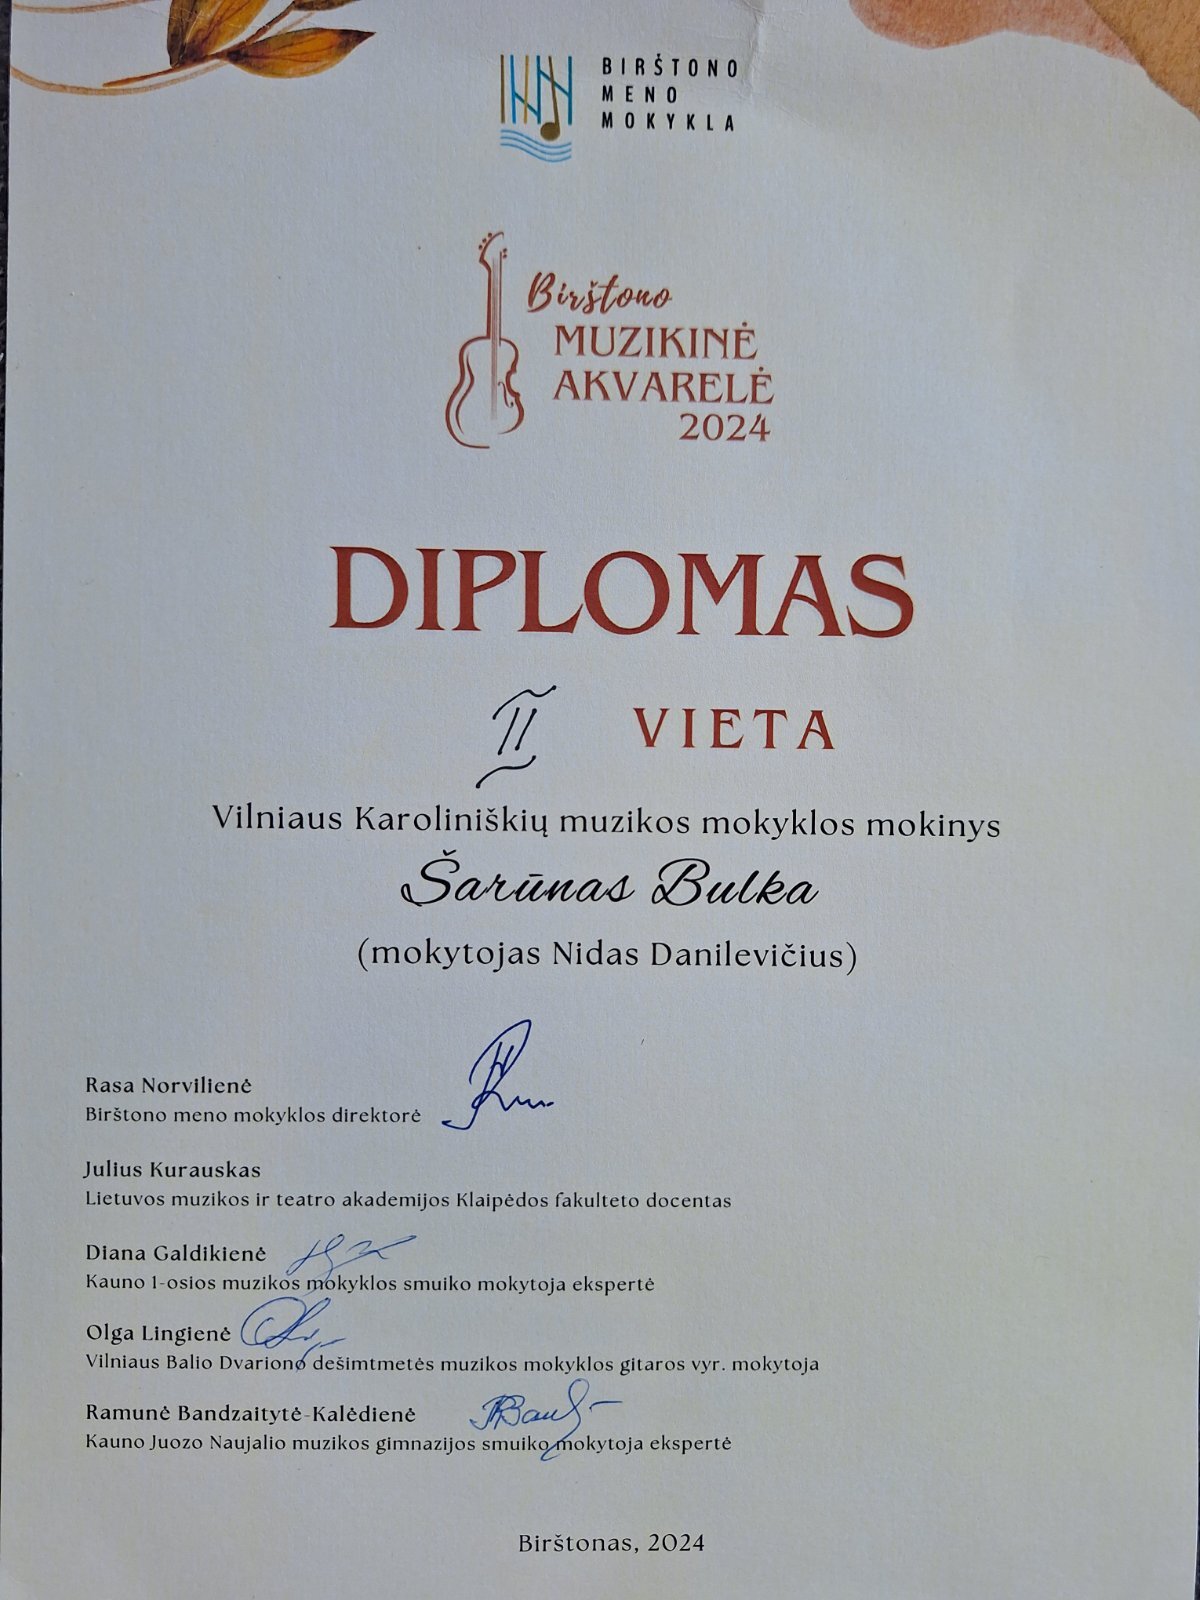 BIRŠTONO
MENO
MOKYKLA
Birštono
MUZIKINĖ
AKVARELĖ
2024
DIPLOMAS
II VIETA
Vilniaus Karoliniškių muzikos mokyklos mokinys
Šarūnas Bulka
(mokytojas Nidas Danilevičius)
Rasa Norvilienė
Birštono meno mokyklos direktorė
Julius Kurauskas
Lietuvos muzikos ir teatro akademijos Klaipėdos fakulteto docentas
Diana Galdikienė
Kauno 1-osios muzikos mokyklos smuiko mokytoja ekspertė
Olga Lingienė
Vilniaus Balio Dvariono dešimtmetės muzikos mokyklos gitaros vyr. mokytoja
Ramunė Bandzaitytė-Kalėdienė
Kauno Juozo Naujalio muzikos gimnazijos smuiko mokytoja ekspertė
Birštonas, 2024